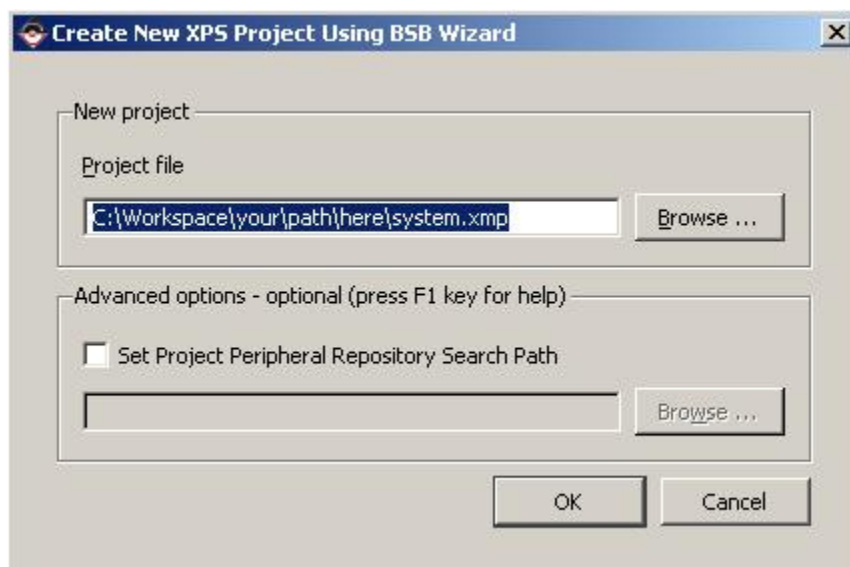 Create New XPS Project Using BSB Wizard
New project
Project file
C:\Workspace\your\path\here\system.xmp
Browse ...
Advanced options - optional (press F1 key for help)
Set Project Peripheral Repository Search Path
Browse ...
OK
Cancel